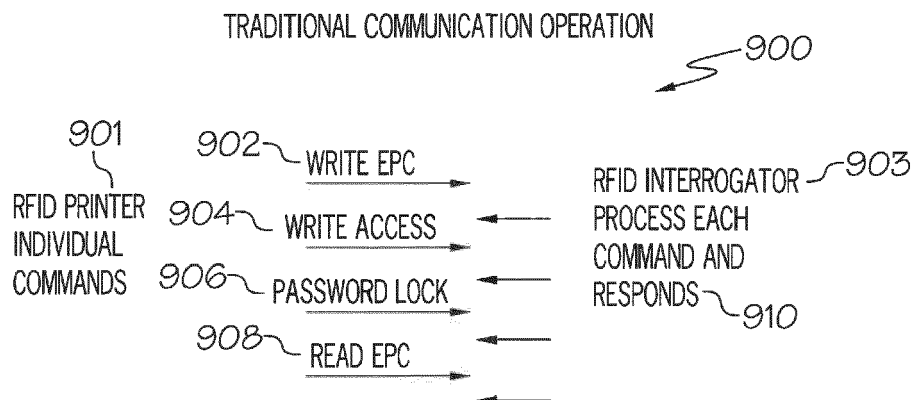 TRADITIONAL COMMUNICATION OPERATION
900
901
RFID PRINTER
INDIVIDUAL
COMMANDS
902
WRITE EPC
904
WRITE ACCESS
906
PASSWORD LOCK
908
READ EPC
RFID INTERROGATOR
903
PROCESS EACH
COMMAND AND
RESPONDS
910